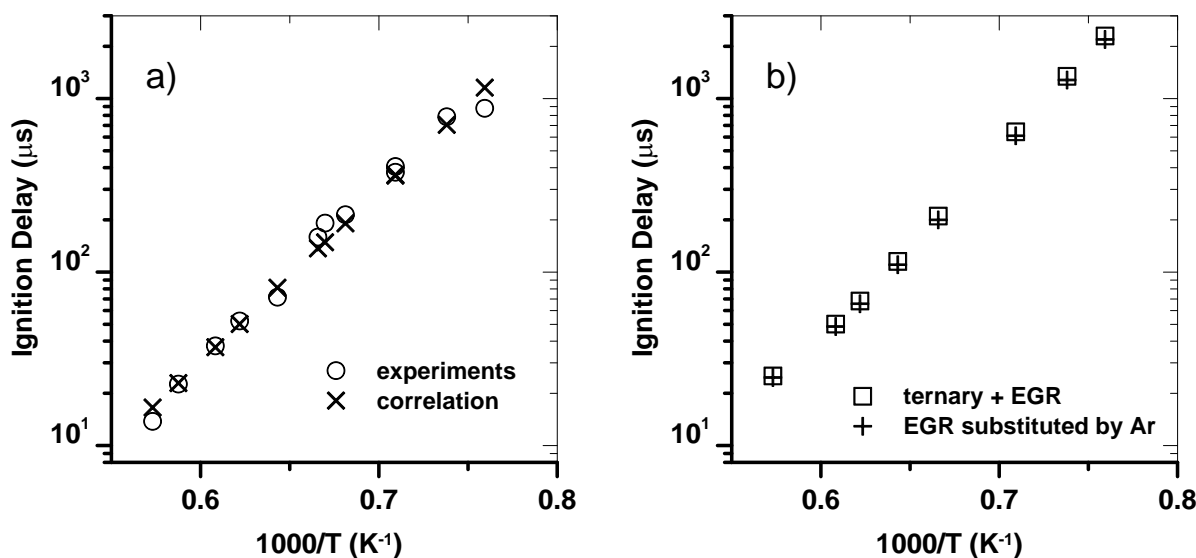 a)
Ignition Delay (μs)
10³
10²
10¹
experiments
correlation
0.6
0.7
0.8
1000/T (K⁻¹)
b)
Ignition Delay (μs)
10³
10²
10¹
ternary + EGR
EGR substituted by Ar
0.6
0.7
0.8
1000/T (K⁻¹)